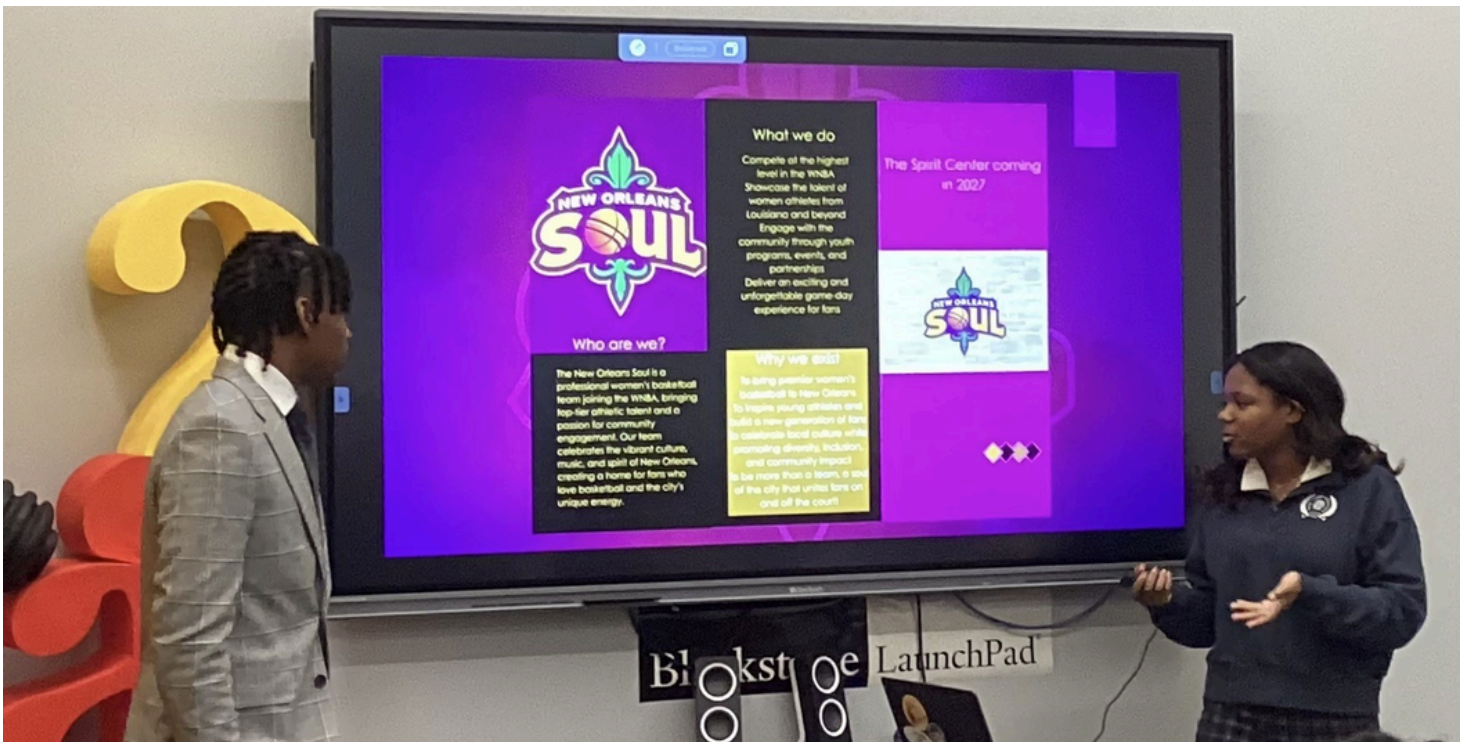 NEW ORLEANS
SOUL
Who are we?
The New Orleans Soul is a
professional women's basketball
team joining the WNBA, bringing
top-tier athletic talent and a
passion for community
engagement. Our team
celebrates the vibrant culture,
music, and spirit of New Orleans,
creating a home for fans who
love basketball and the city's
unique energy.
What we do
Compete at the highest
level in the WNBA
Showcase the talent of
women athletes from
Louisiana and beyond
Engage with the
community through youth
programs, events, and
partnerships
Deliver an exciting and
unforgettable game-day
experience for fans
Why we exist
To bring premier women's
basketball to New Orleans
To inspire young athletes and
build a new generation of fans
To celebrate local culture while
promoting diversity, inclusion,
and community impact
To be more than a team, a soul
of the city that unites fans on
and off the court!
The Spirit Center coming
in 2027
NEW ORLEANS
SOUL
LaunchPad